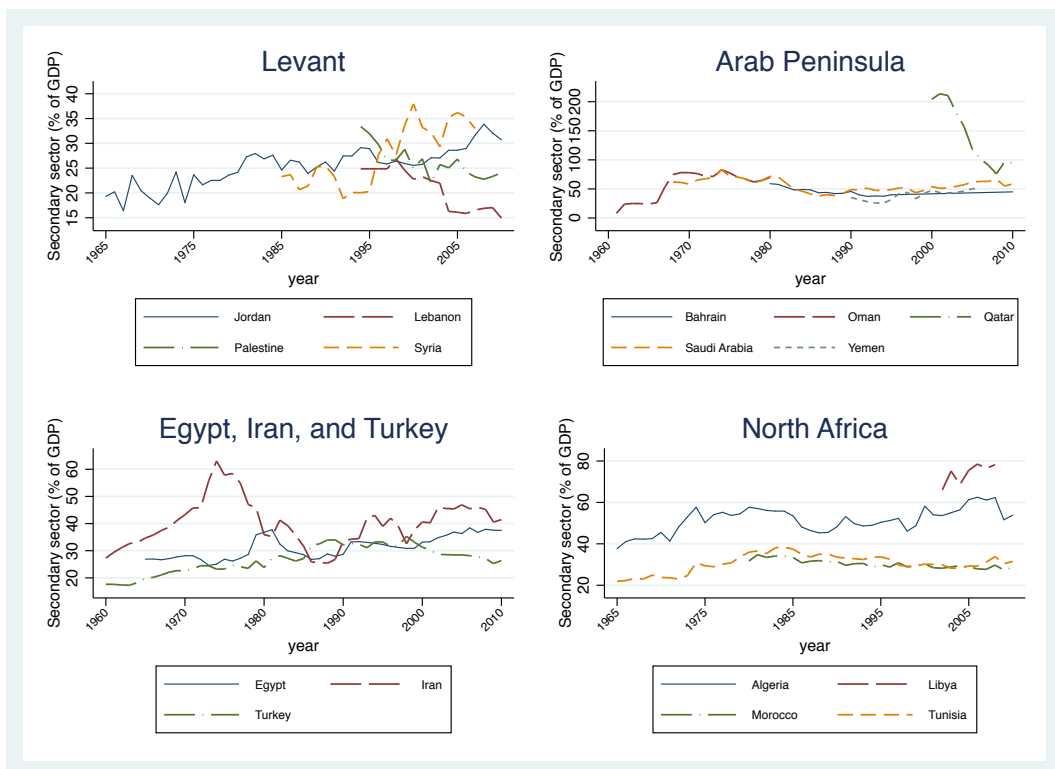 Levant
Secondary sector (% of GDP)
40
35
30
25
20
15
1965
1975
1985
1995
2005
year
Jordan
Lebanon
Palestine
Syria
Arab Peninsula
Secondary sector (% of GDP)
200
150
100
50
0
1960
1970
1980
1990
2000
2010
year
Bahrain
Oman
Qatar
Saudi Arabia
Yemen
Egypt, Iran, and Turkey
Secondary sector (% of GDP)
60
50
40
30
20
1960
1970
1980
1990
2000
2010
year
Egypt
Iran
Turkey
North Africa
Secondary sector (% of GDP)
80
60
40
20
1965
1975
1985
1995
2005
year
Algeria
Libya
Morocco
Tunisia